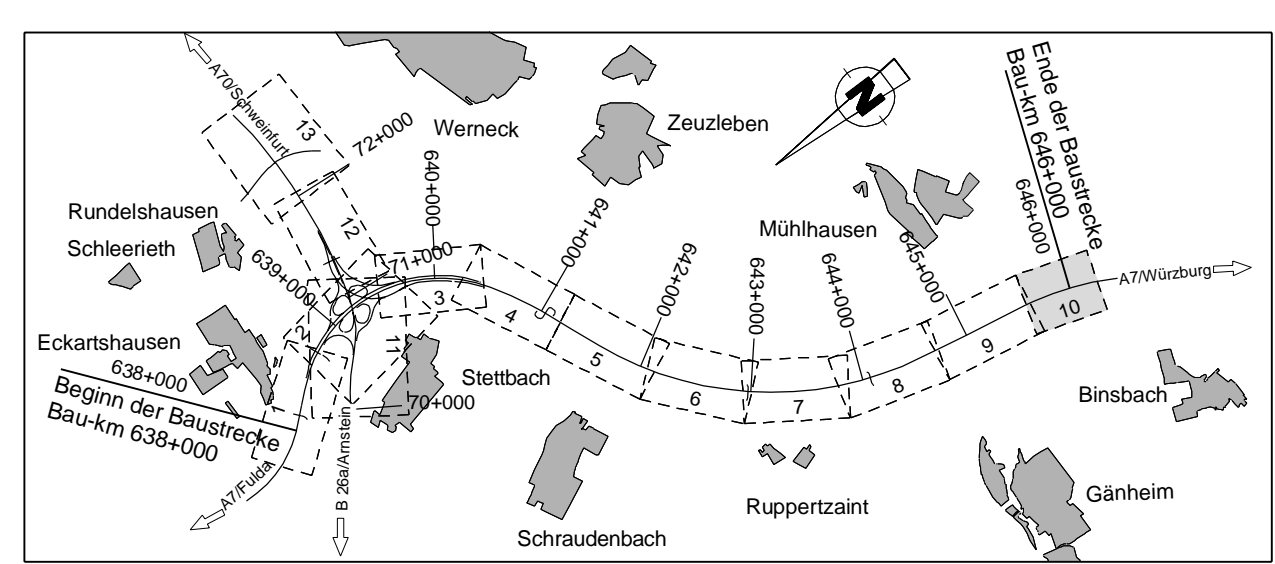 A70/Schweinfurt
13
72+000
Werneck
Zeuzleben
N
Ende der Baustrecke
Bau-km 646+000
646+000
Rundelshausen
Schleerieth
12
640+000
641+000
Mühlhausen
645+000
639+000
71+000
3
642+000
643+000
644+000
A7/Würzburg
10
4
5
6
7
8
9
2
11
Eckartshausen
638+000
Beginn der Baustrecke
Bau-km 638+000
Stettbach
70+000
Binsbach
A7/Fulda
B 26a/Arnstein
Schraudenbach
Ruppertzaint
Gänheim